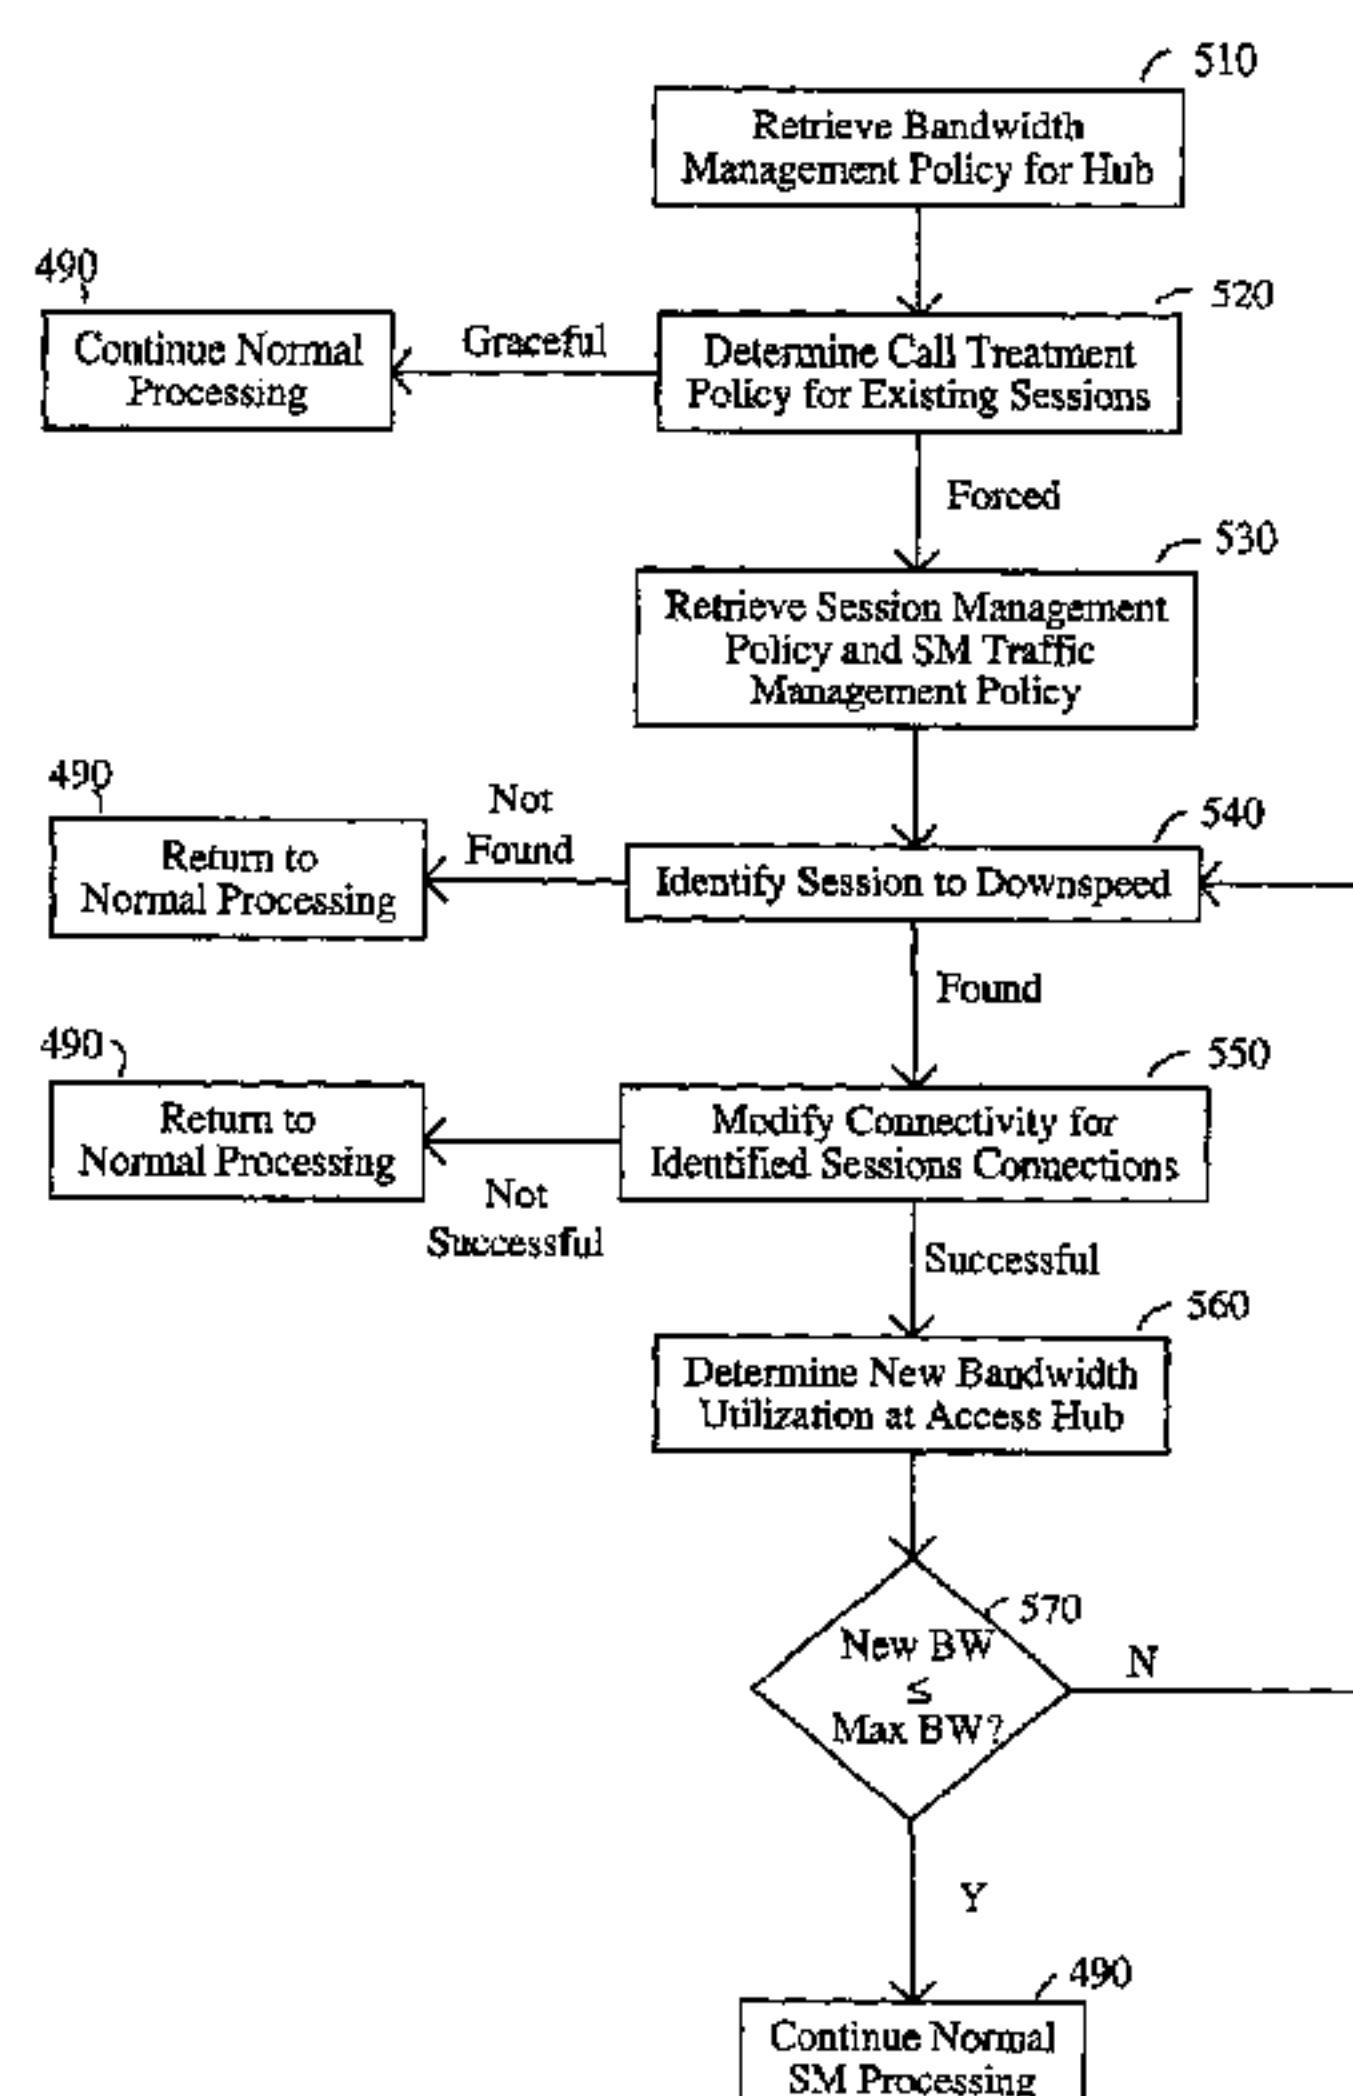 510
Retrieve Bandwidth
Management Policy for Hub
490
Continue Normal
Processing
Graceful
520
Determine Call Treatment
Policy for Existing Sessions
Forced
530
Retrieve Session Management
Policy and SM Traffic
Management Policy
490
Return to
Normal Processing
Not
Found
540
Identify Session to Downspeed
Found
490
Return to
Normal Processing
Not
Successful
550
Modify Connectivity for
Identified Sessions Connections
Successful
560
Determine New Bandwidth
Utilization at Access Hub
570
New BW
≤
Max BW?
N
Y
490
Continue Normal
SM Processing